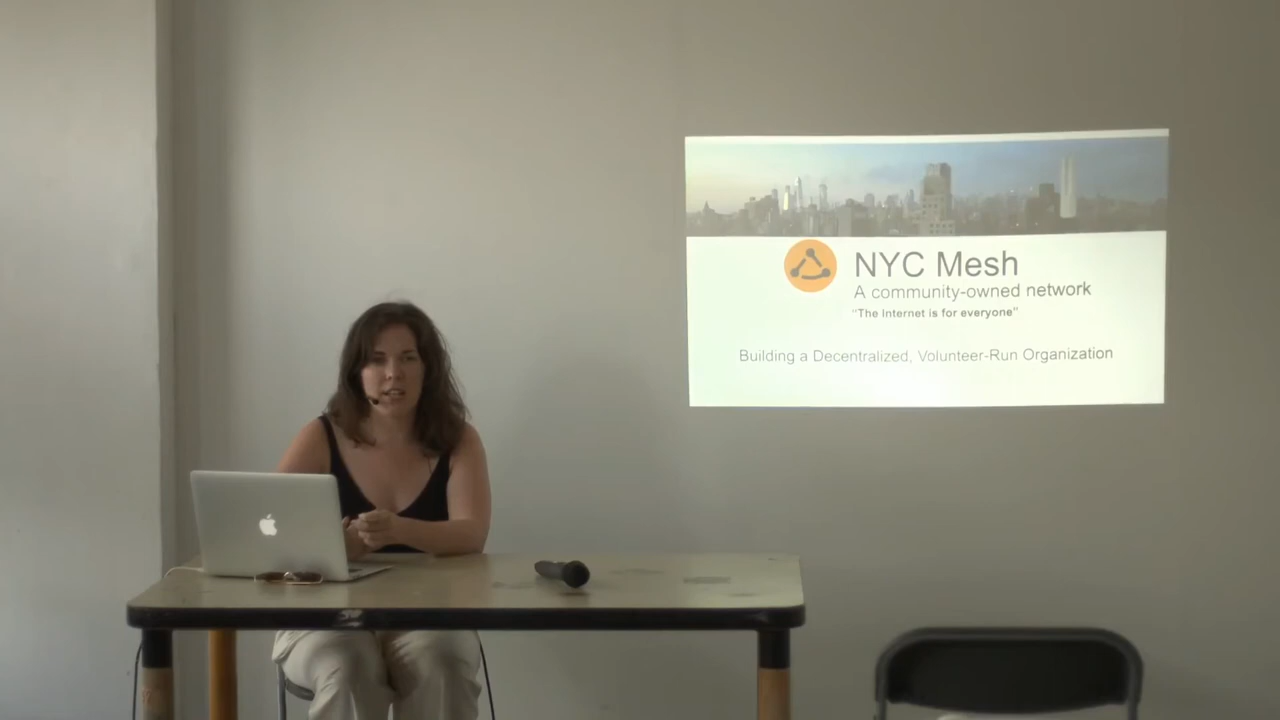 NYC Mesh
A community-owned network
"The Internet is for everyone"
Building a Decentralized, Volunteer-Run Organization